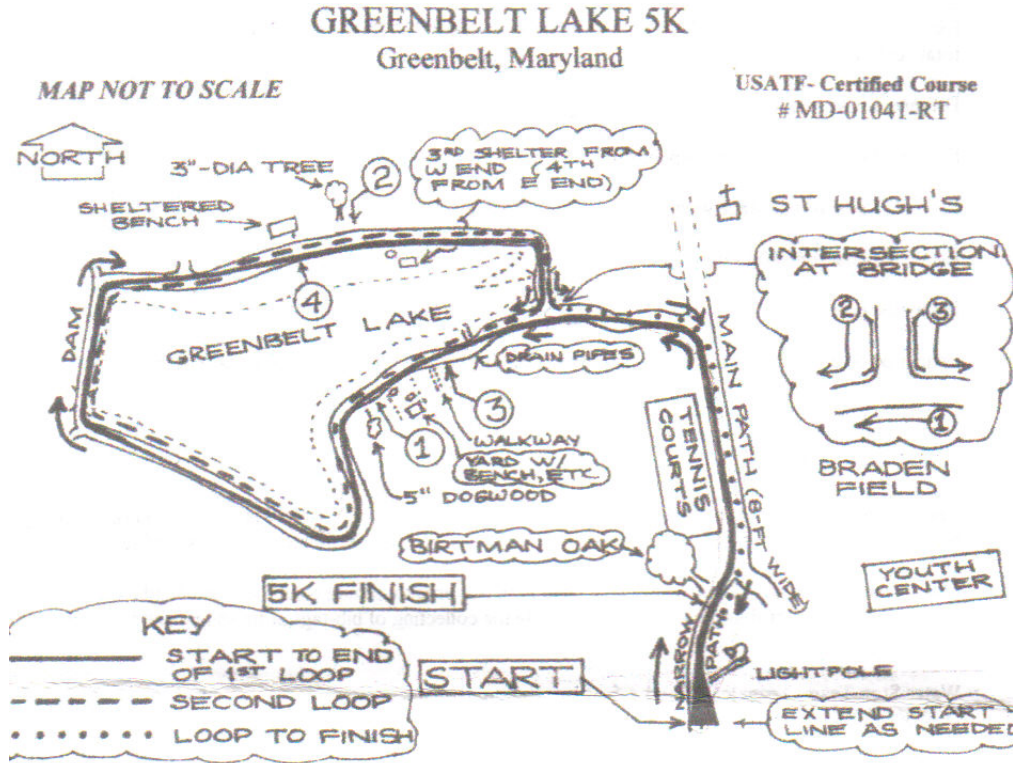 GREENBELT LAKE 5K
Greenbelt, Maryland
MAP NOT TO SCALE
USATF- Certified Course
# MD-01041-RT
NORTH
3"-DIA TREE
2
3RD SHELTER FROM
W END (4TH
FROM E END)
SHELTERED
BENCH
ST HUGH'S
INTERSECTION
AT BRIDGE
2
3
1
DAM
4
GREENBELT LAKE
DRAIN PIPES
MAIN PATH (8-FT WIDE)
3
1
WALKWAY
YARD W/
BENCH, ETC
5" DOGWOOD
TENNIS
COURTS
BRADEN
FIELD
BIRTMAN OAK
YOUTH
CENTER
5K FINISH
NARROW
PATH
LIGHTPOLE
START
EXTEND START
LINE AS NEEDED
KEY
START TO END
OF 1ST LOOP
SECOND LOOP
LOOP TO FINISH